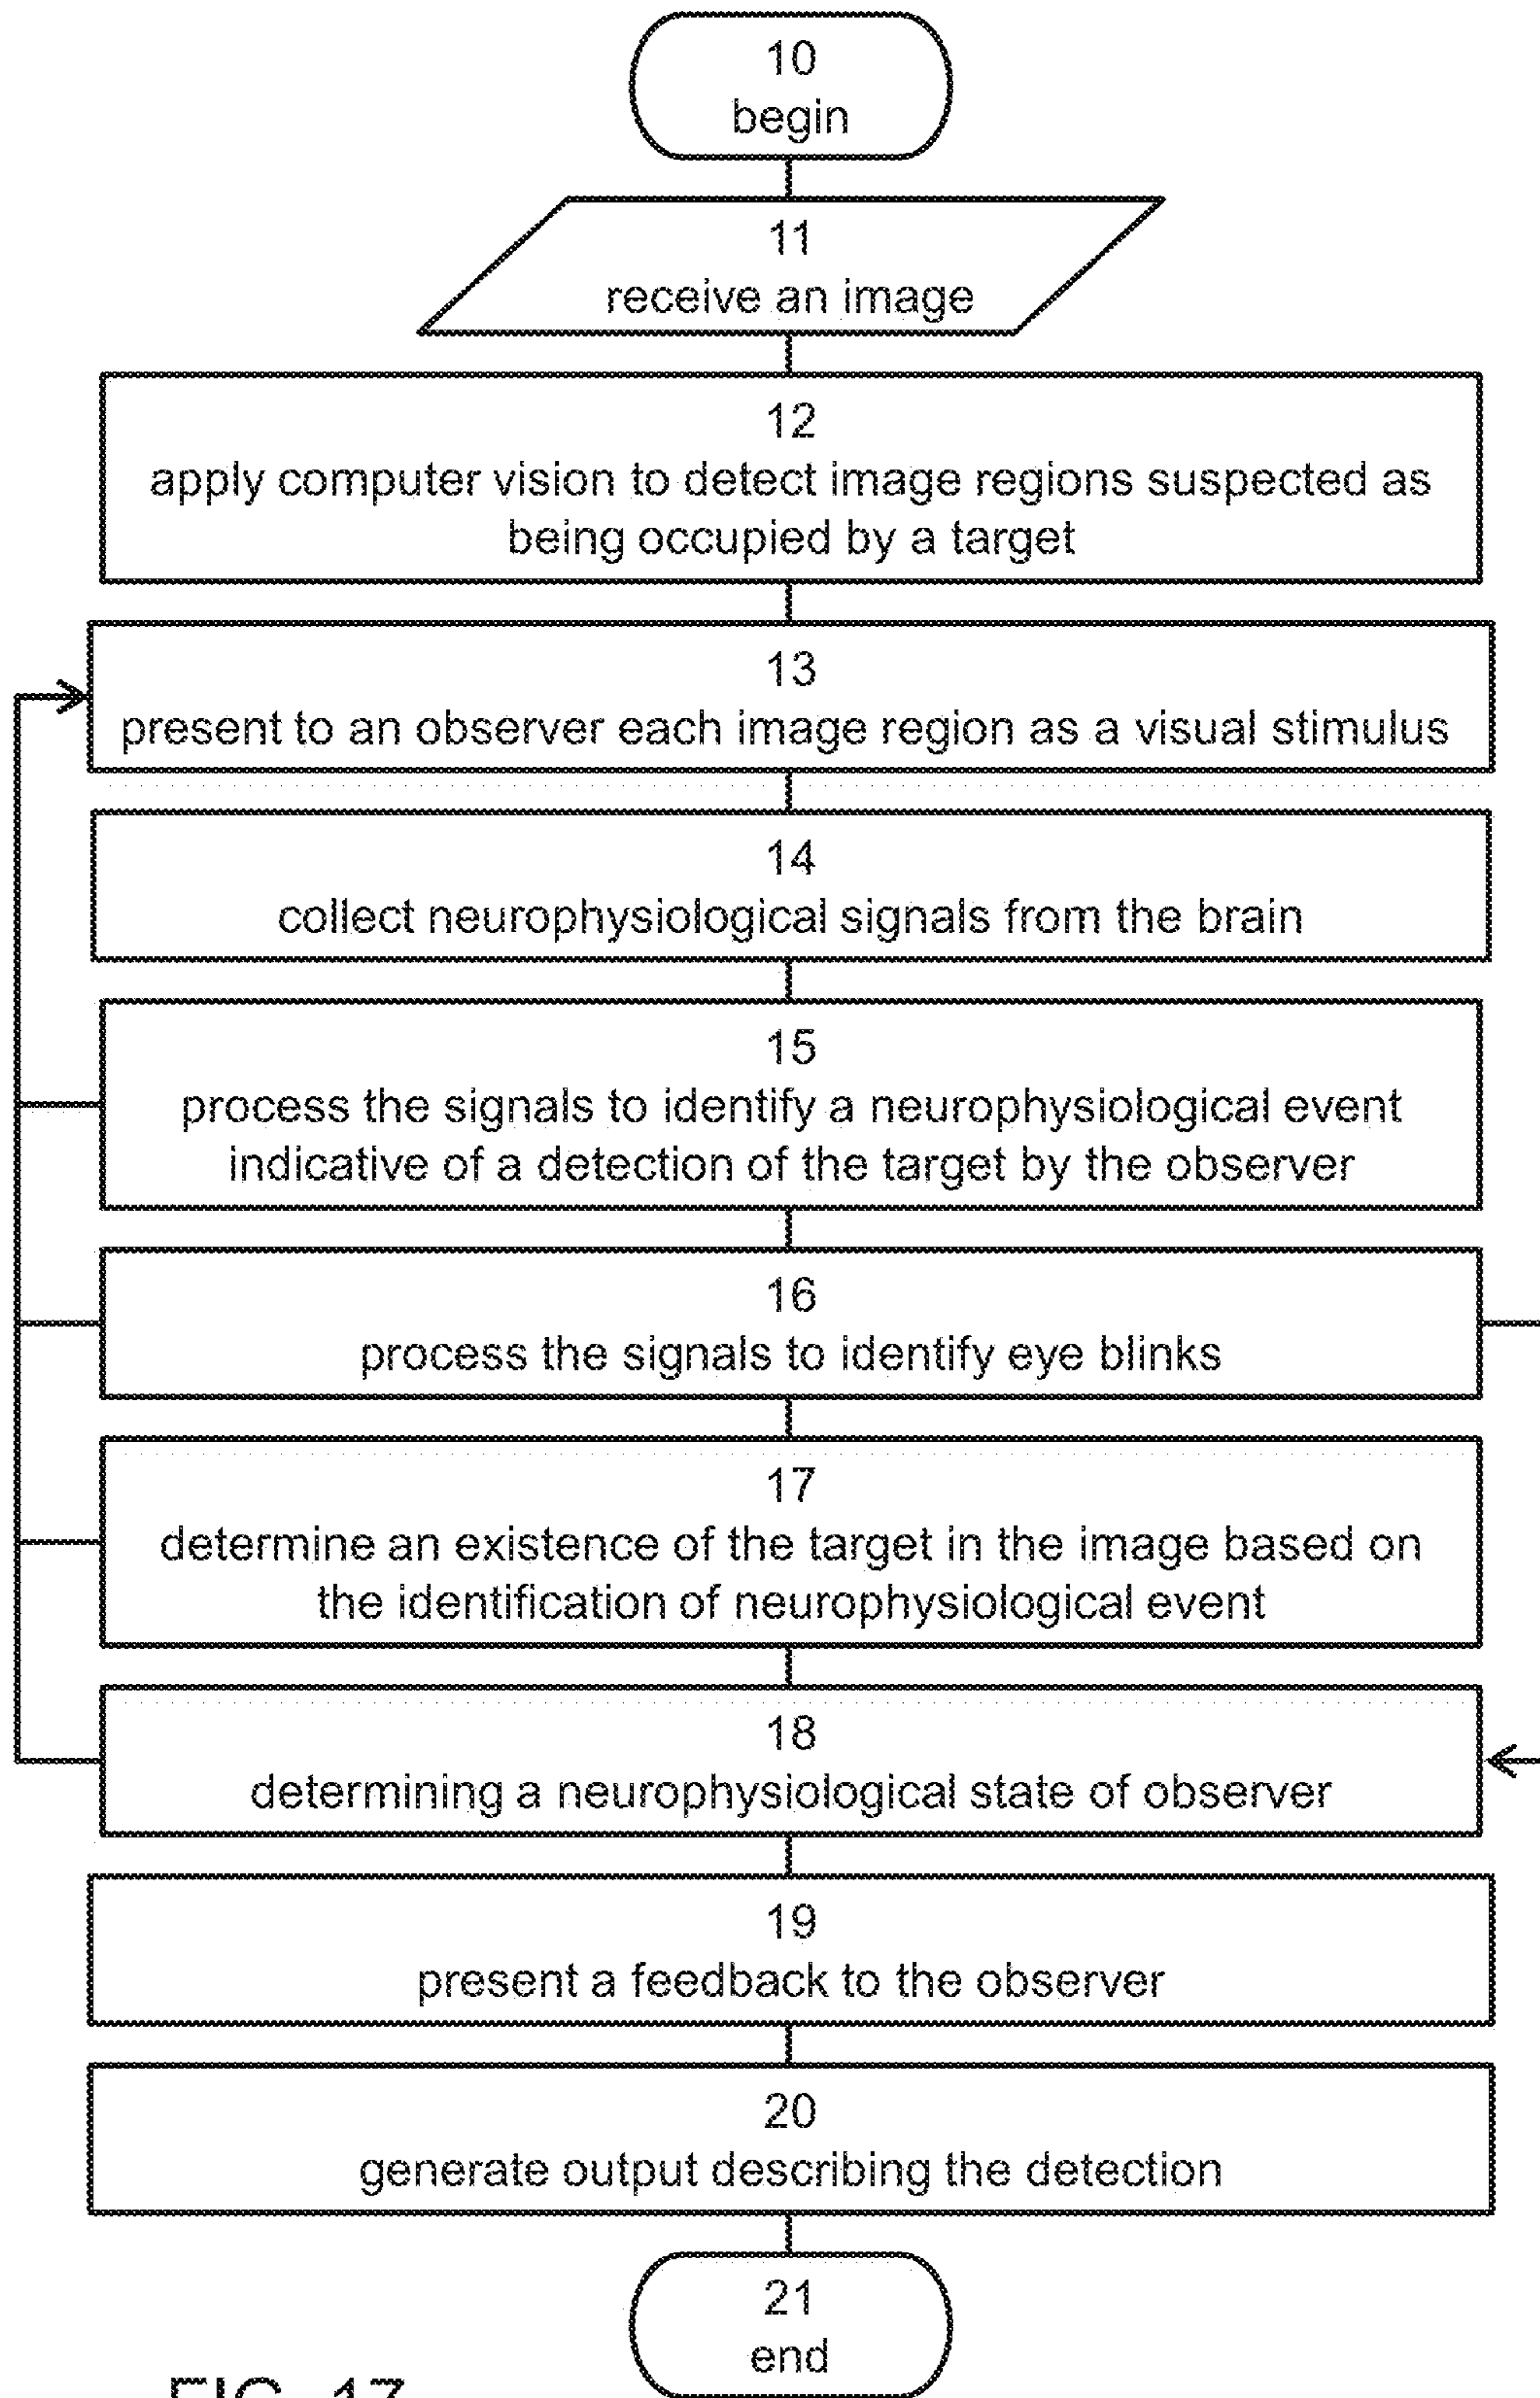 10
begin
11
receive an image
12
apply computer vision to detect image regions suspected as
being occupied by a target
13
present to an observer each image region as a visual stimulus
14
collect neurophysiological signals from the brain
15
process the signals to identify a neurophysiological event
indicative of a detection of the target by the observer
16
process the signals to identify eye blinks
17
determine an existence of the target in the image based on
the identification of neurophysiological event
18
determining a neurophysiological state of observer
19
present a feedback to the observer
20
generate output describing the detection
21
end
FIG. 17